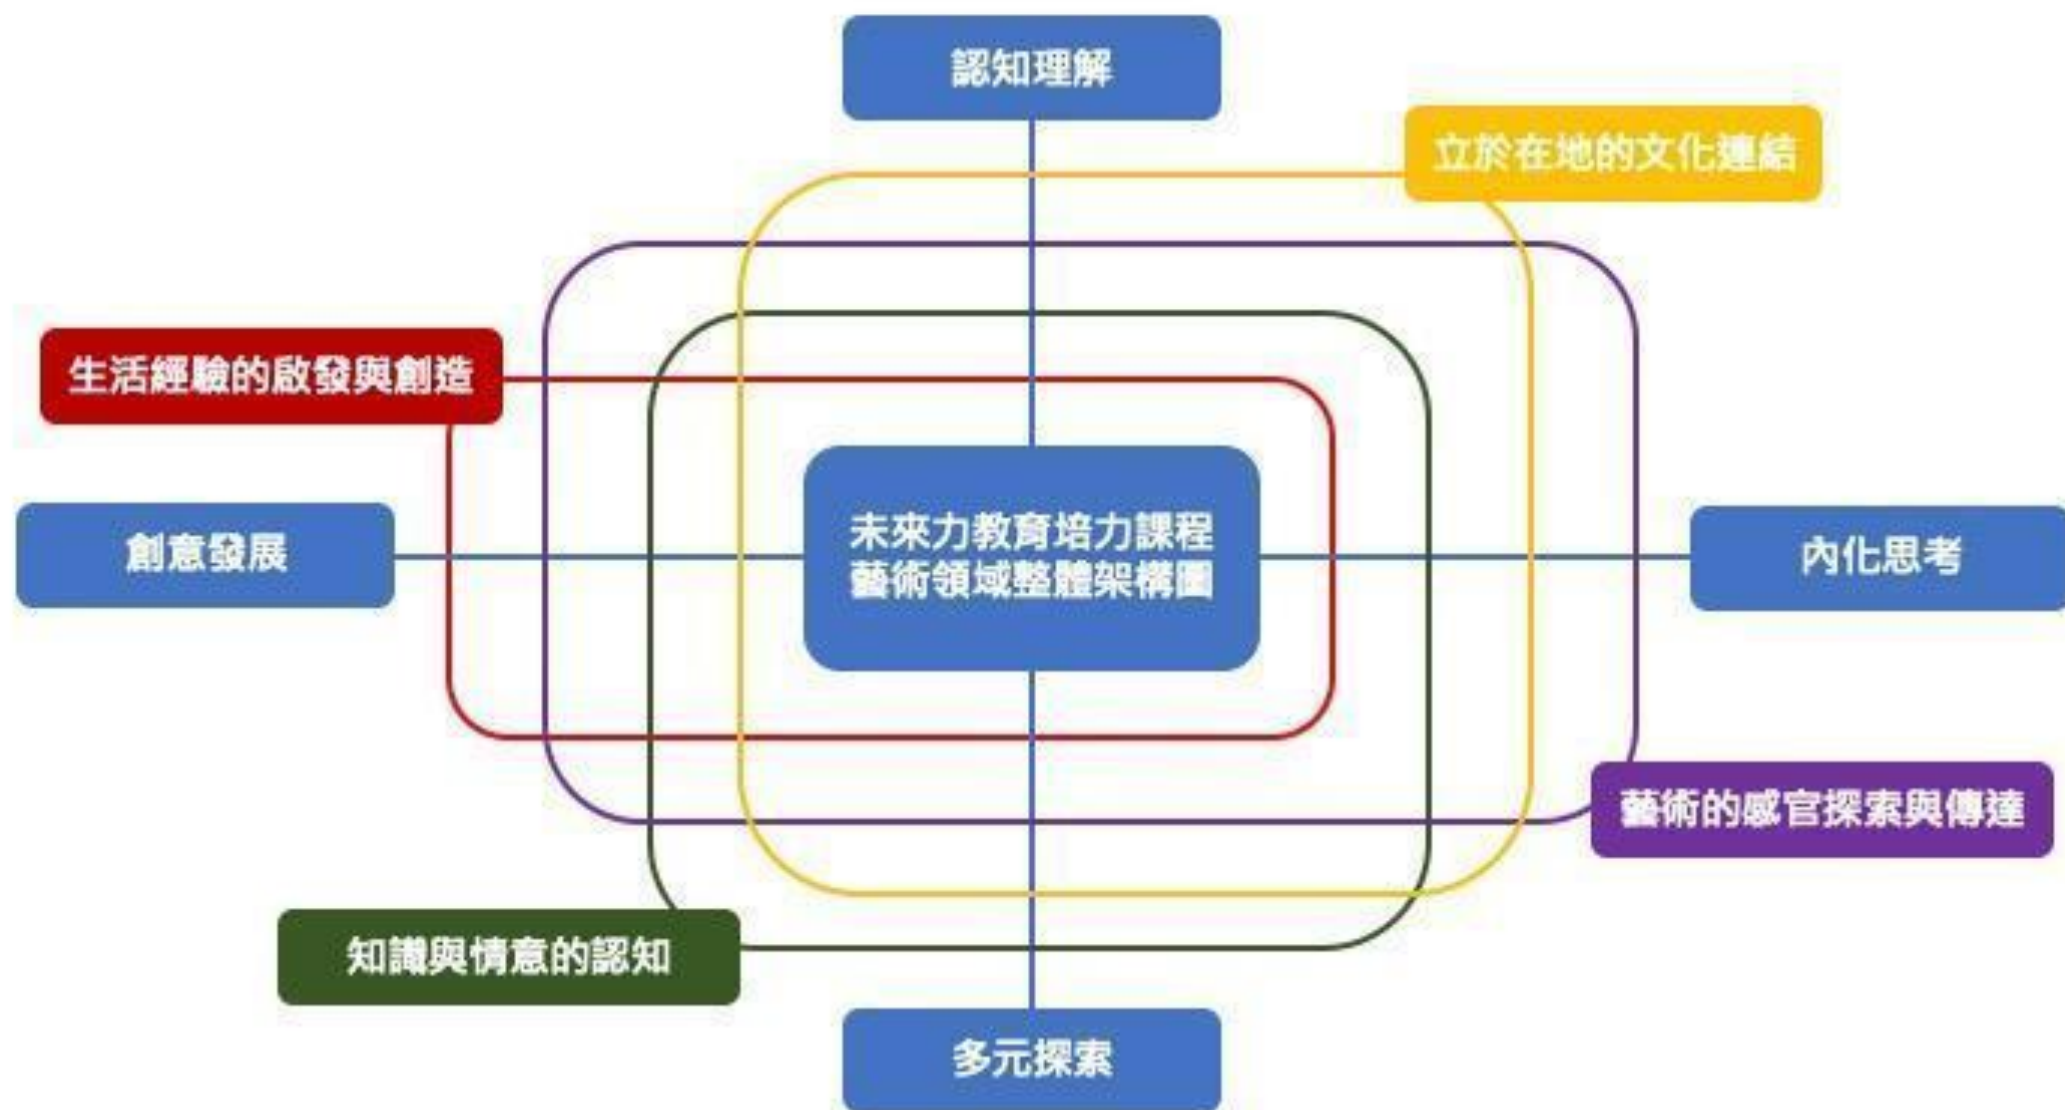 認知理解
立於在地的文化連結
生活經驗的啟發與創造
創意發展
未來力教育培力課程
藝術領域整體架構圖
內化思考
藝術的感官探索與傳達
知識與情意的認知
多元探索